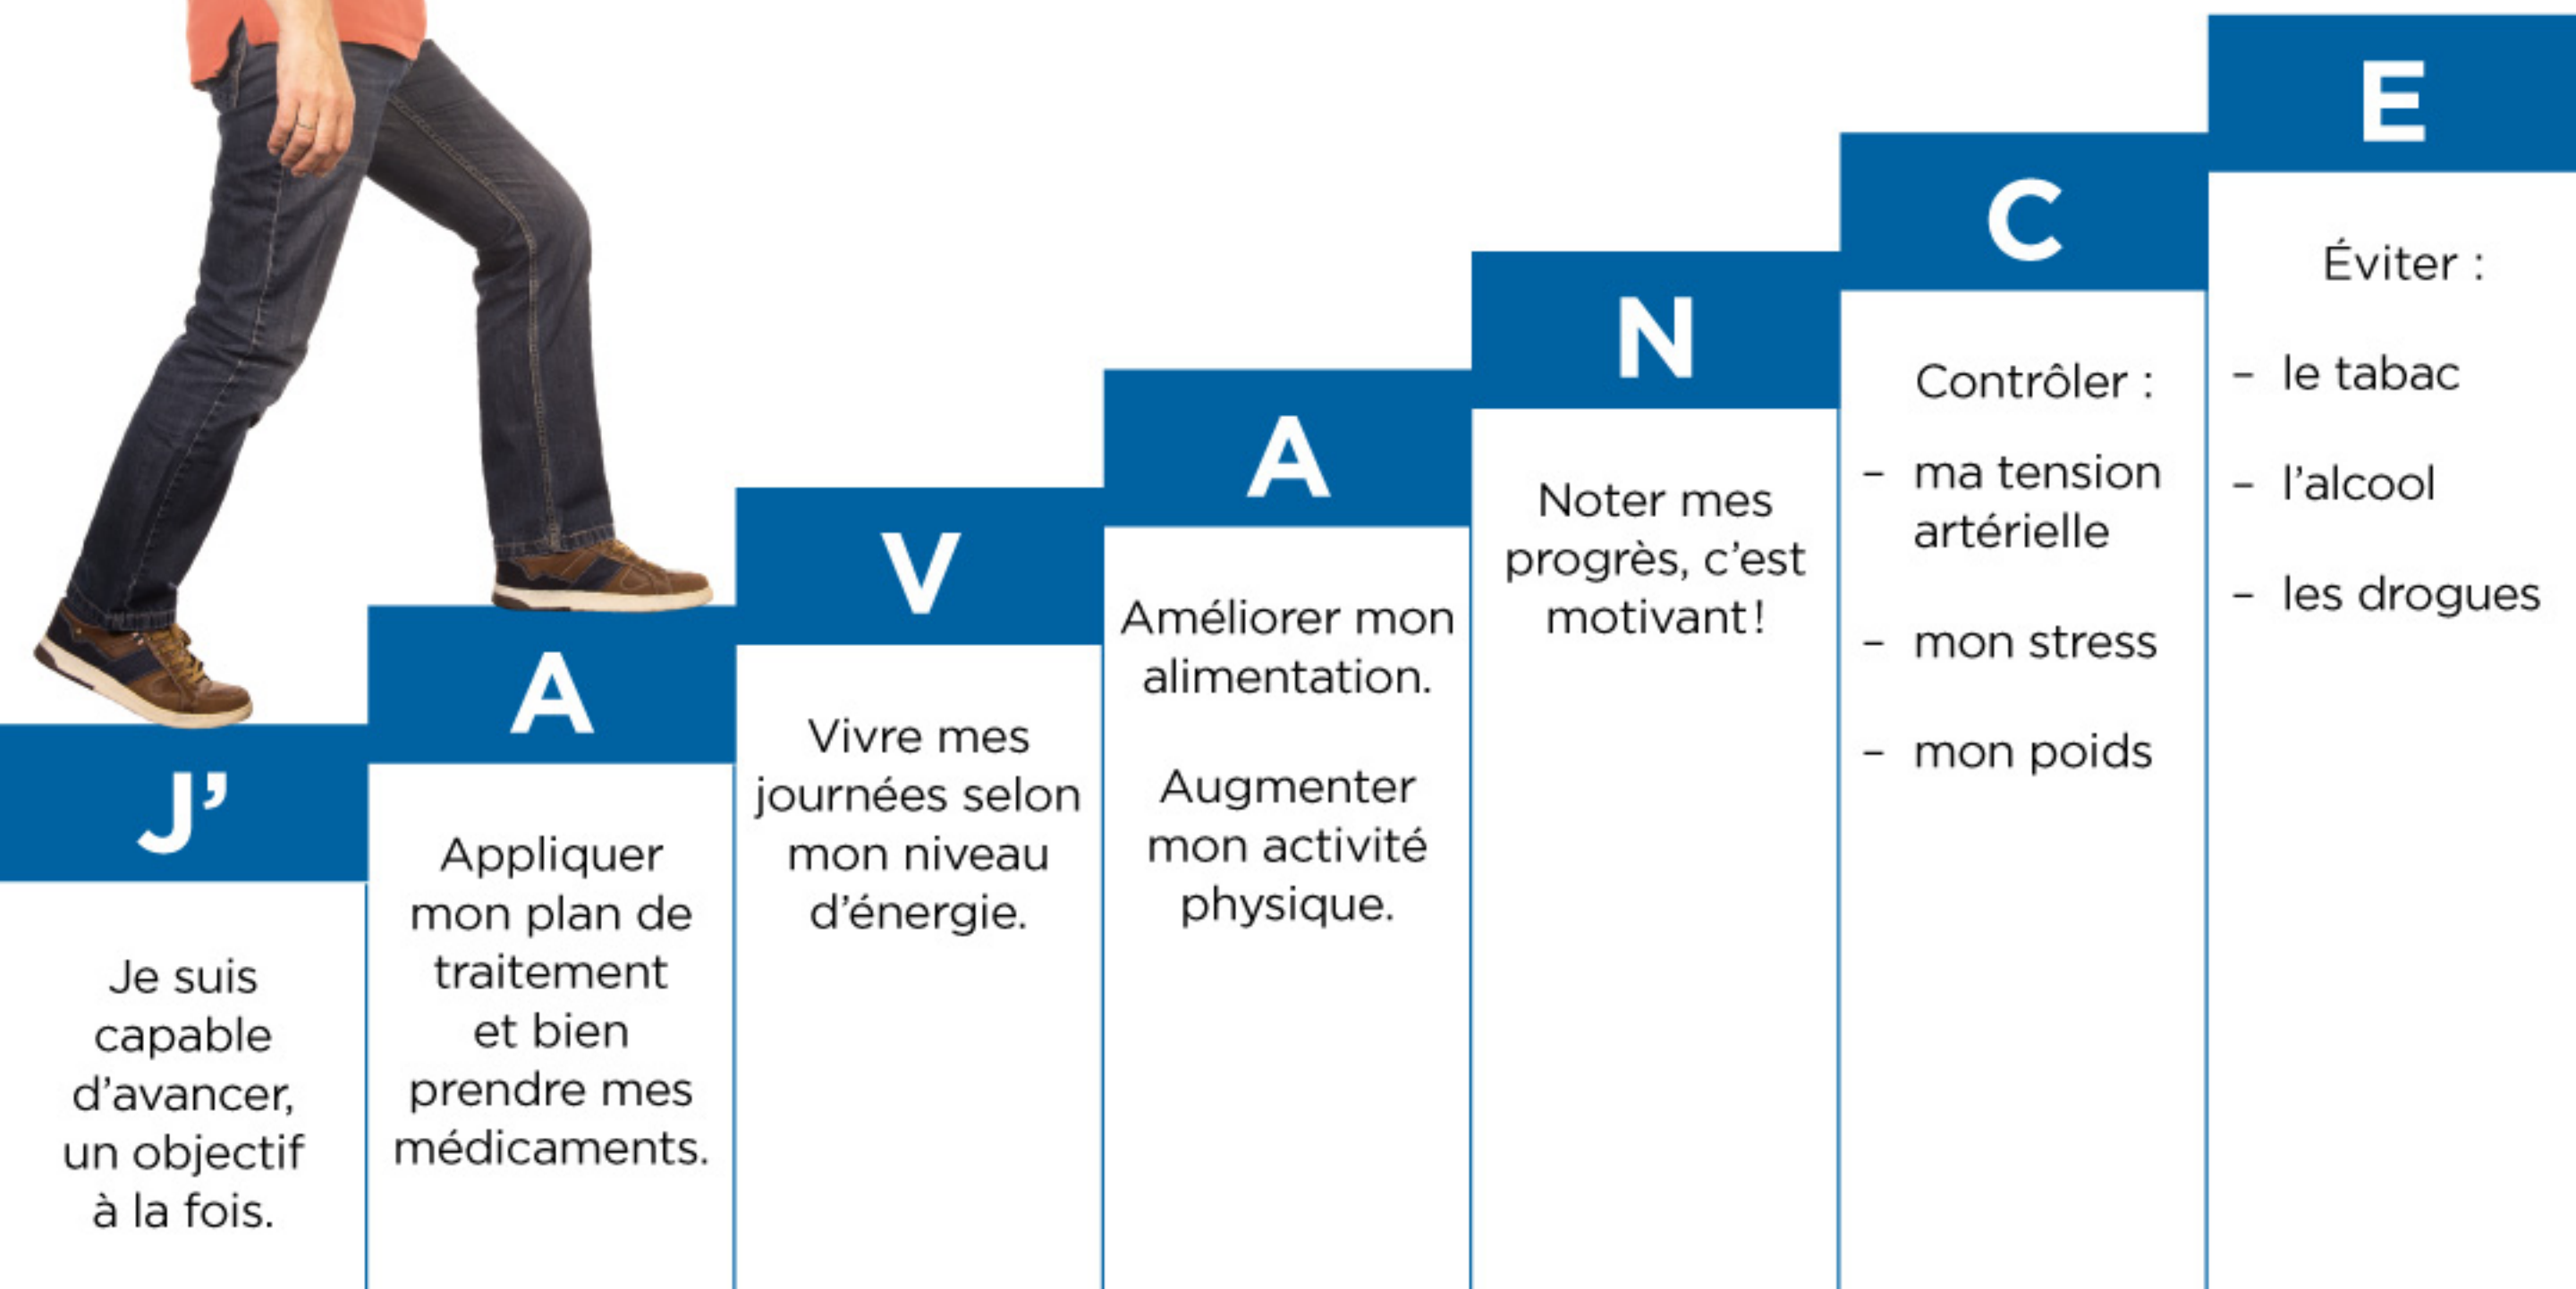 J'
Je suis
capable
d'avancer,
un objectif
à la fois.
A
Appliquer
mon plan de
traitement
et bien
prendre mes
médicaments.
V
Vivre mes
journées selon
mon niveau
d'énergie.
A
Améliorer mon
alimentation.
Augmenter
mon activité
physique.
N
Noter mes
progrès, c'est
motivant!
C
Contrôler :
– ma tension
artérielle
– mon stress
– mon poids
E
Éviter :
– le tabac
– l'alcool
– les drogues